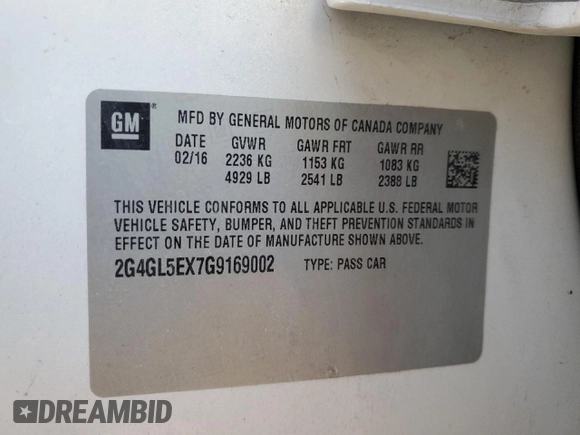 GM ®
MFD BY GENERAL MOTORS OF CANADA COMPANY
DATE GVWR GAWR FRT GAWR RR
02/16 2236 KG 1153 KG 1083 KG
4929 LB 2541 LB 2388 LB
THIS VEHICLE CONFORMS TO ALL APPLICABLE U.S. FEDERAL MOTOR
VEHICLE SAFETY, BUMPER, AND THEFT PREVENTION STANDARDS
IN EFFECT ON THE DATE OF MANUFACTURE SHOWN ABOVE.
2G4GL5EX7G9169002 TYPE: PASS CAR
DREAMBID